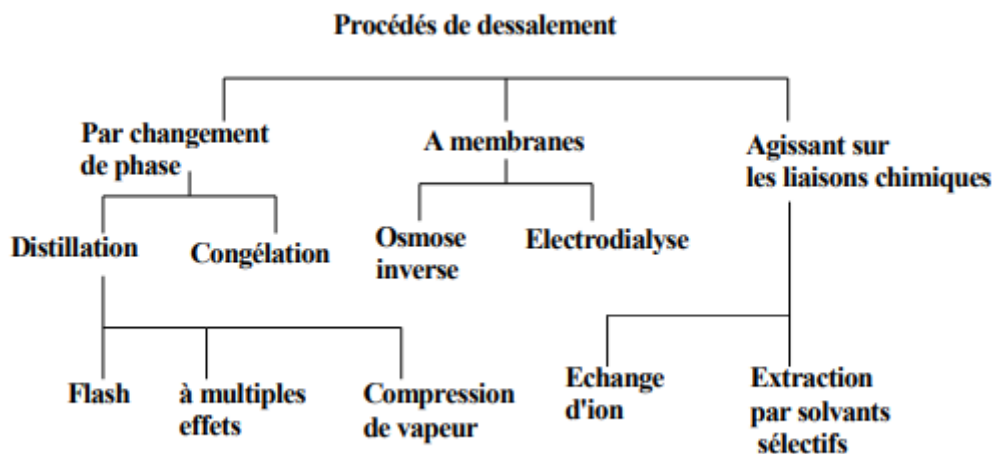 Procédés de dessalement
Par changement
de phase
A membranes
Agissant sur
les liaisons chimiques
Distillation
Congélation
Osmose
inverse
Electrodialyse
Flash
à multiples
effets
Compression
de vapeur
Echange
d'ion
Extraction
par solvants
sélectifs